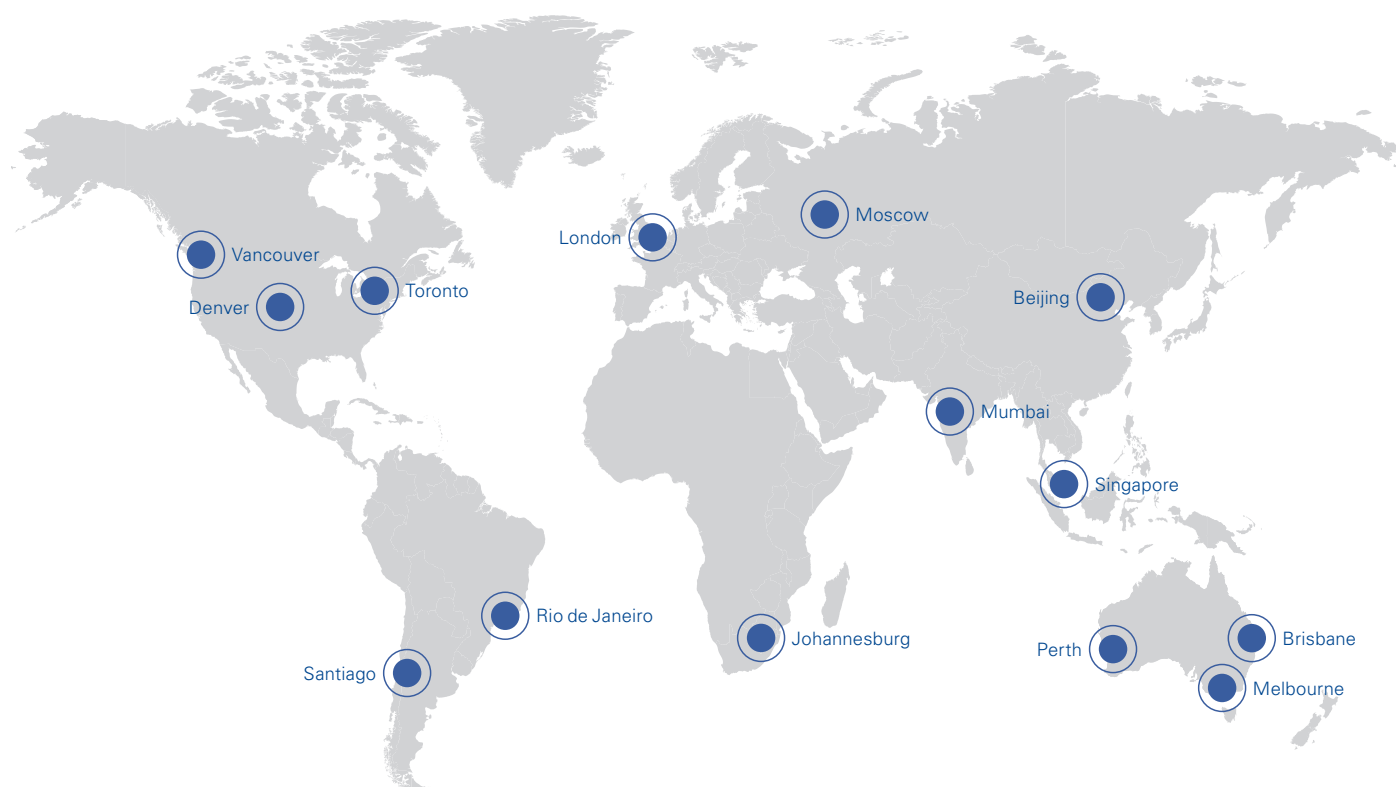 Moscow
London
Vancouver
Toronto
Beijing
Denver
Mumbai
Singapore
Rio de Janeiro
Johannesburg
Brisbane
Perth
Santiago
Melbourne